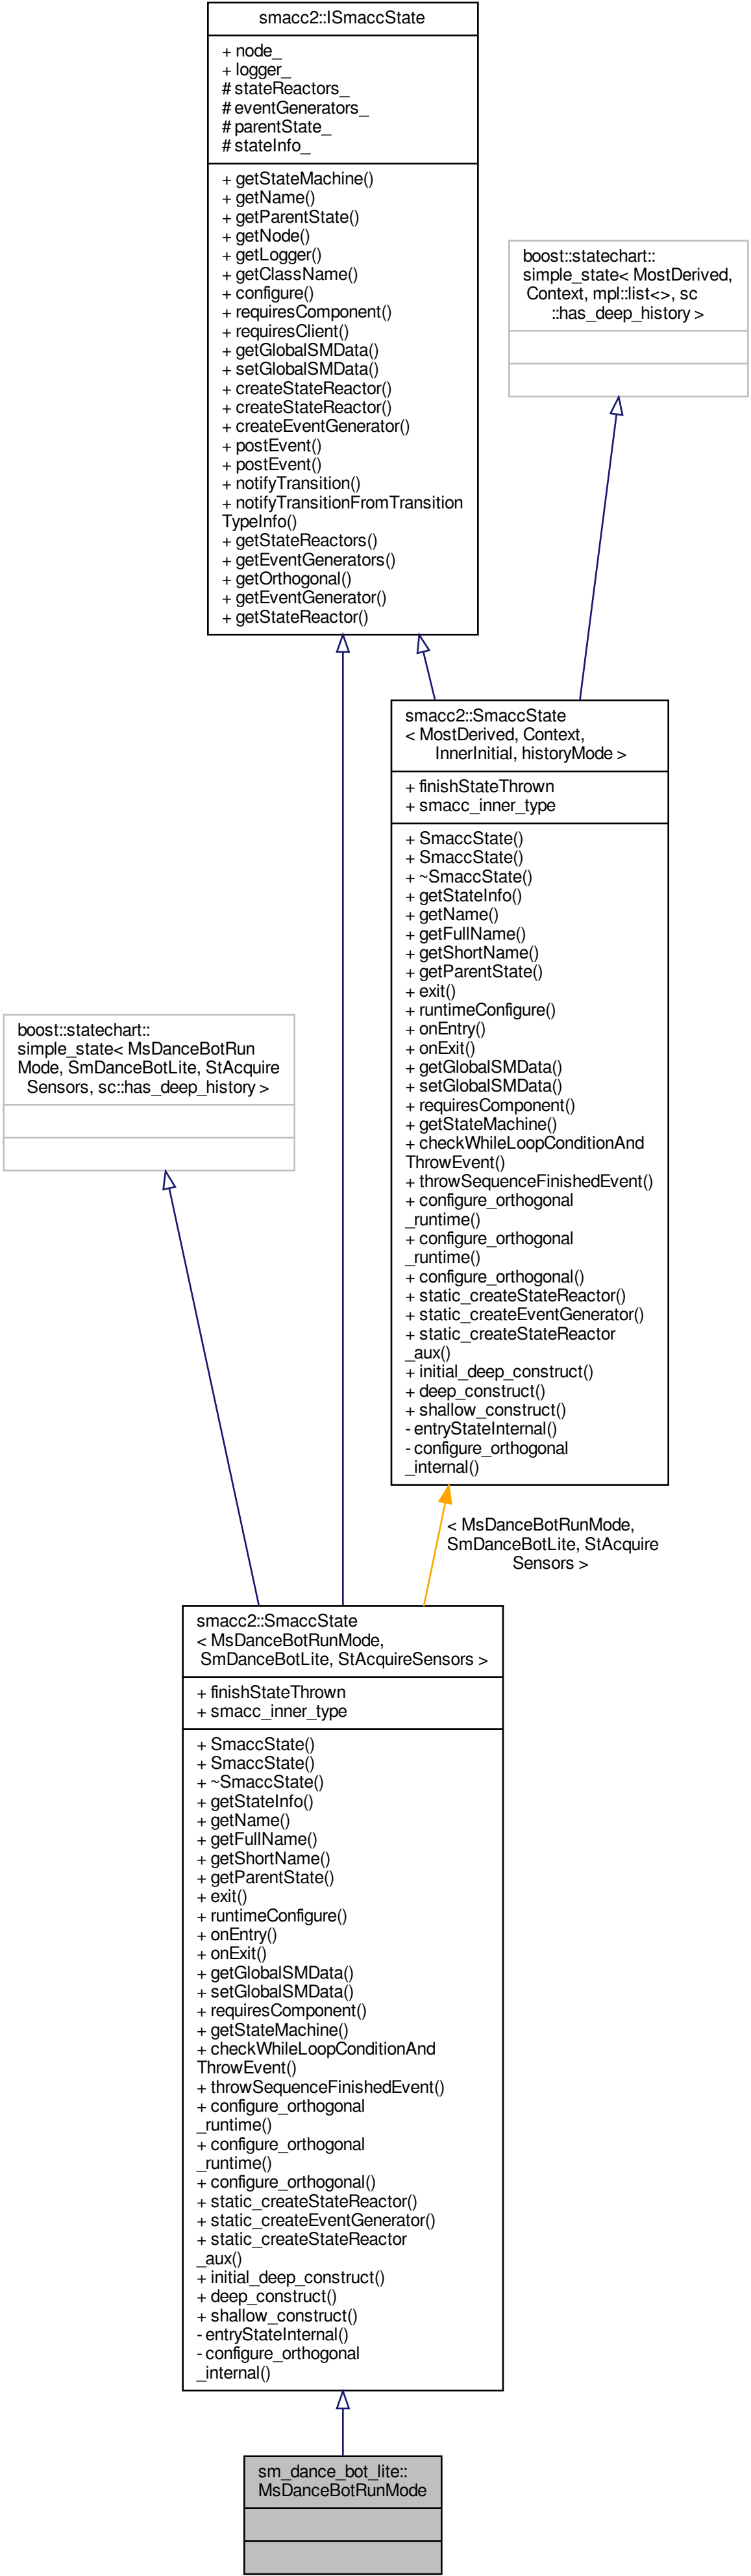 smacc2::ISmaccState
+ node_
+ logger_
# stateReactors_
# eventGenerators_
# parentState_
# stateInfo_
+ getStateMachine()
+ getName()
+ getParentState()
+ getNode()
+ getLogger()
+ getClassName()
+ configure()
+ requiresComponent()
+ requiresClient()
+ getGlobalSMData()
+ setGlobalSMData()
+ createStateReactor()
+ createStateReactor()
+ createEventGenerator()
+ postEvent()
+ postEvent()
+ notifyTransition()
+ notifyTransitionFromTransition
TypeInfo()
+ getStateReactors()
+ getEventGenerators()
+ getOrthogonal()
+ getEventGenerator()
+ getStateReactor()
boost::statechart::
simple_state< MostDerived,
Context, mpl::list<>, sc
::has_deep_history >
smacc2::SmaccState
< MostDerived, Context,
InnerInitial, historyMode >
+ finishStateThrown
+ smacc_inner_type
+ SmaccState()
+ SmaccState()
+ ~SmaccState()
+ getStateInfo()
+ getName()
+ getFullName()
+ getShortName()
+ getParentState()
+ exit()
+ runtimeConfigure()
+ onEntry()
+ onExit()
+ getGlobalSMData()
+ setGlobalSMData()
+ requiresComponent()
+ getStateMachine()
+ checkWhileLoopConditionAnd
ThrowEvent()
+ throwSequenceFinishedEvent()
+ configure_orthogonal
_runtime()
+ configure_orthogonal
_runtime()
+ configure_orthogonal()
+ static_createStateReactor()
+ static_createEventGenerator()
+ static_createStateReactor
_aux()
+ initial_deep_construct()
+ deep_construct()
+ shallow_construct()
- entryStateInternal()
- configure_orthogonal
_internal()
boost::statechart::
simple_state< MsDanceBotRun
Mode, SmDanceBotLite, StAcquire
Sensors, sc::has_deep_history >
< MsDanceBotRunMode,
SmDanceBotLite, StAcquire
Sensors >
smacc2::SmaccState
< MsDanceBotRunMode,
SmDanceBotLite, StAcquireSensors >
+ finishStateThrown
+ smacc_inner_type
+ SmaccState()
+ SmaccState()
+ ~SmaccState()
+ getStateInfo()
+ getName()
+ getFullName()
+ getShortName()
+ getParentState()
+ exit()
+ runtimeConfigure()
+ onEntry()
+ onExit()
+ getGlobalSMData()
+ setGlobalSMData()
+ requiresComponent()
+ getStateMachine()
+ checkWhileLoopConditionAnd
ThrowEvent()
+ throwSequenceFinishedEvent()
+ configure_orthogonal
_runtime()
+ configure_orthogonal
_runtime()
+ configure_orthogonal()
+ static_createStateReactor()
+ static_createEventGenerator()
+ static_createStateReactor
_aux()
+ initial_deep_construct()
+ deep_construct()
+ shallow_construct()
- entryStateInternal()
- configure_orthogonal
_internal()
sm_dance_bot_lite::
MsDanceBotRunMode